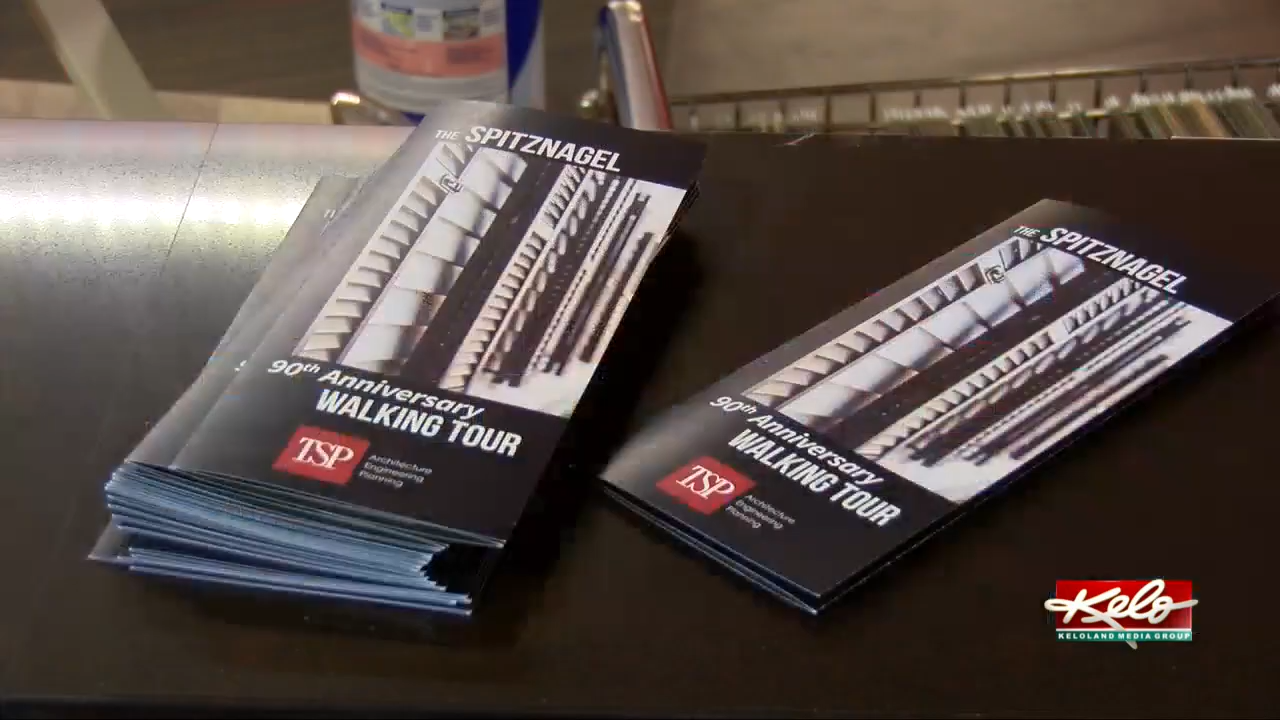 THE SPITZNAGEL
90th Anniversary
WALKING TOUR
TSP
Architecture
Engineering
Planning
THE SPITZNAGEL
90th Anniversary
WALKING TOUR
TSP
Architecture
Engineering
Planning
Kelo
KELOLAND MEDIA GROUP